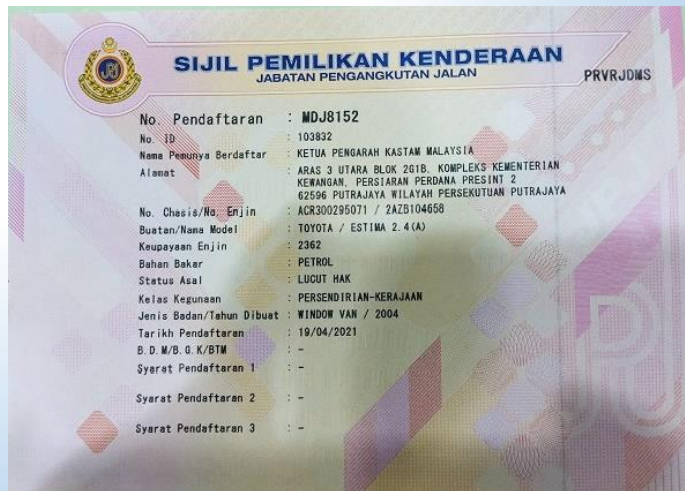 SIJIL PEMILIKAN KENDERAAN
JABATAN PENGANGKUTAN JALAN
PRVRJDMS
No. Pendaftaran : MDJ8152
No. ID : 103832
Nama Pemunya Berdaftar : KETUA PENGARAH KASTAM MALAYSIA
Alamat : ARAS 3 UTARA BLOK 2G1B, KOMPLEKS KEMENTERIAN
KEWANGAN, PERSIARAN PERDANA PRESINT 2
62596 PUTRAJAYA WILAYAH PERSEKUTUAN PUTRAJAYA
No. Chasis/No. Enjin : ACR300295071 / 2AZB104658
Buatan/Nama Model : TOYOTA / ESTIMA 2.4(A)
Keupayaan Enjin : 2362
Bahan Bakar : PETROL
Status Asal : LUCUT HAK
Kelas Kegunaan : PERSENDIRIAN-KERAJAAN
Jenis Badan/Tahun Dibuat : WINDOW VAN / 2004
Tarikh Pendaftaran : 19/04/2021
B.D.M/B.G.K/BTM : -
Syarat Pendaftaran 1 : -
Syarat Pendaftaran 2 : -
Syarat Pendaftaran 3 : -